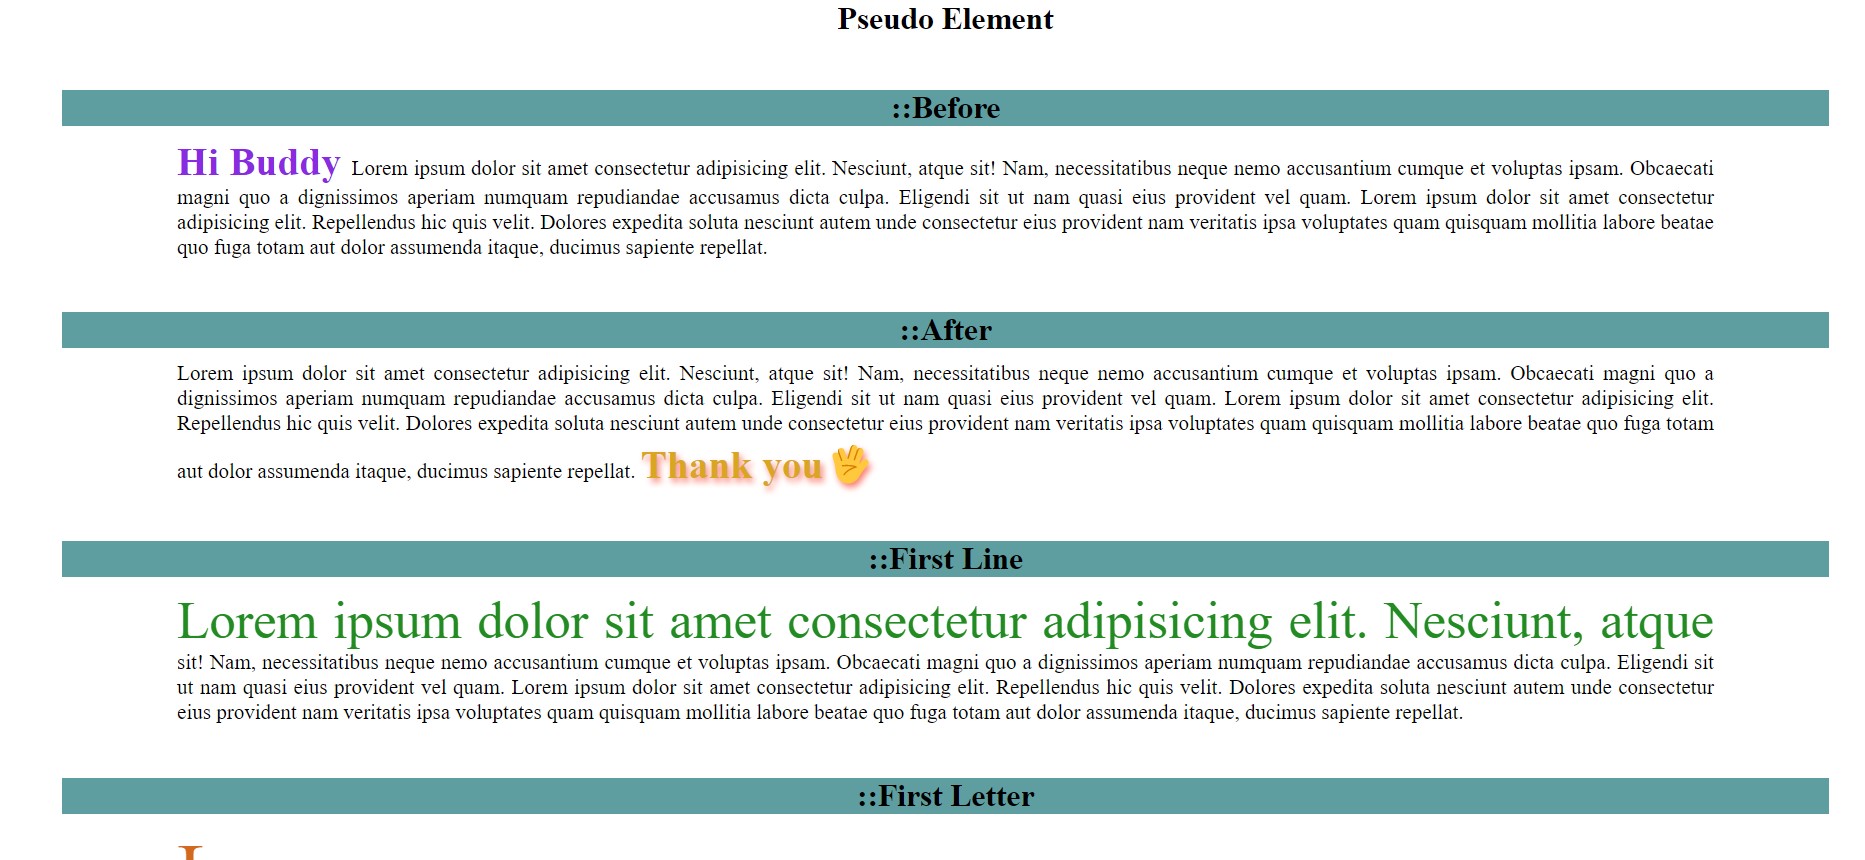 Pseudo Element
::Before
Hi Buddy Lorem ipsum dolor sit amet consectetur adipisicing elit. Nesciunt, atque sit! Nam, necessitatibus neque nemo accusantium cumque et voluptas ipsam. Obcaecati
magni quo a dignissimos aperiam numquam repudiandae accusamus dicta culpa. Eligendi sit ut nam quasi eius provident vel quam. Lorem ipsum dolor sit amet consectetur
adipisicing elit. Repellendus hic quis velit. Dolores expedita soluta nesciunt autem unde consectetur eius provident nam veritatis ipsa voluptates quam quisquam mollitia labore beatae
quo fuga totam aut dolor assumenda itaque, ducimus sapiente repellat.
::After
Lorem ipsum dolor sit amet consectetur adipisicing elit. Nesciunt, atque sit! Nam, necessitatibus neque nemo accusantium cumque et voluptas ipsam. Obcaecati magni quo a
dignissimos aperiam numquam repudiandae accusamus dicta culpa. Eligendi sit ut nam quasi eius provident vel quam. Lorem ipsum dolor sit amet consectetur adipisicing elit.
Repellendus hic quis velit. Dolores expedita soluta nesciunt autem unde consectetur eius provident nam veritatis ipsa voluptates quam quisquam mollitia labore beatae quo fuga totam
aut dolor assumenda itaque, ducimus sapiente repellat. Thank you
::First Line
Lorem ipsum dolor sit amet consectetur adipisicing elit. Nesciunt, atque
sit! Nam, necessitatibus neque nemo accusantium cumque et voluptas ipsam. Obcaecati magni quo a dignissimos aperiam numquam repudiandae accusamus dicta culpa. Eligendi sit
ut nam quasi eius provident vel quam. Lorem ipsum dolor sit amet consectetur adipisicing elit. Repellendus hic quis velit. Dolores expedita soluta nesciunt autem unde consectetur
eius provident nam veritatis ipsa voluptates quam quisquam mollitia labore beatae quo fuga totam aut dolor assumenda itaque, ducimus sapiente repellat.
::First Letter